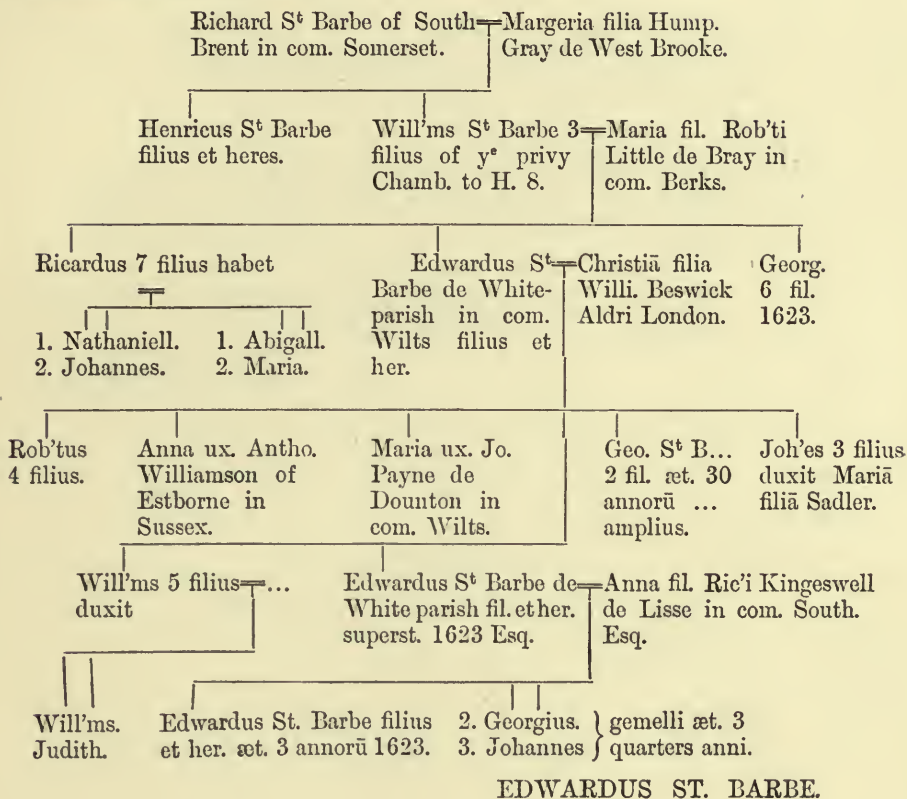 Richard Sᵗ Barbe of South Brent in com. Somerset.
Margeria filia Hump. Gray de West Brooke.
Henricus Sᵗ Barbe
filius et heres.
Will'ms Sᵗ Barbe 3
filius of yᵉ privy
Chamb. to H. 8.
Maria fil. Rob'ti
Little de Bray in
com. Berks.
Ricardus 7 filius habet
1. Nathaniell.
2. Johannes.
1. Abigall.
2. Maria.
Edwardus Sᵗ
Barbe de White-
parish in com.
Wilts filius et
her.
Christiā filia
Willi. Beswick
Aldri London.
Georg.
6 fil.
1623.
Rob'tus
4 filius.
Anna ux. Antho.
Williamson of
Estborne in
Sussex.
Maria ux. Jo.
Payne de
Dounton in
com. Wilts.
Geo. Sᵗ B...
2 fil. æt. 30
annorū ...
amplius.
Joh'es 3 filius
duxit Mariā
filiā Sadler.
Will'ms 5 filius
duxit
...
Edwardus Sᵗ Barbe de
White parish fil. et her.
superst. 1623 Esq.
Anna fil. Ric'i Kingeswell
de Lisse in com. South.
Esq.
Will'ms.
Judith.
Edwardus St. Barbe filius
et her. æt. 3 annorū 1623.
2. Georgius.
3. Johannes
} gemelli æt. 3
quarters anni.
EDWARDUS ST. BARBE.